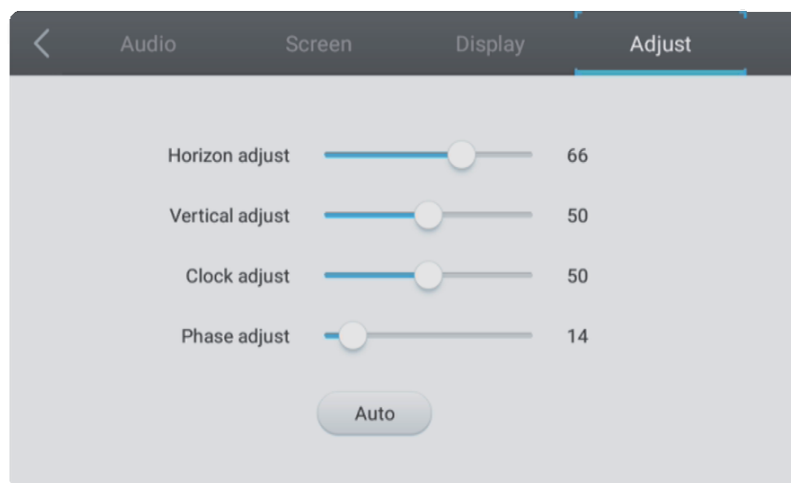 Audio Screen Display Adjust
Horizon adjust 66
Vertical adjust 50
Clock adjust 50
Phase adjust 14
Auto